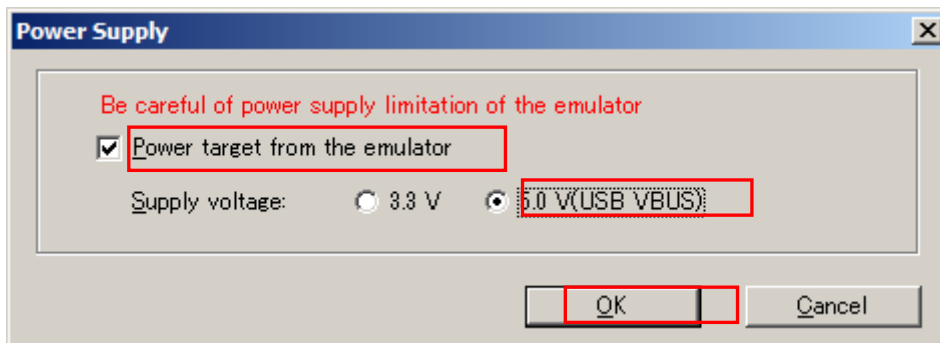 Power Supply
Be careful of power supply limitation of the emulator
Power target from the emulator
Supply voltage: 3.3 V 5.0 V(USB VBUS)
OK Cancel